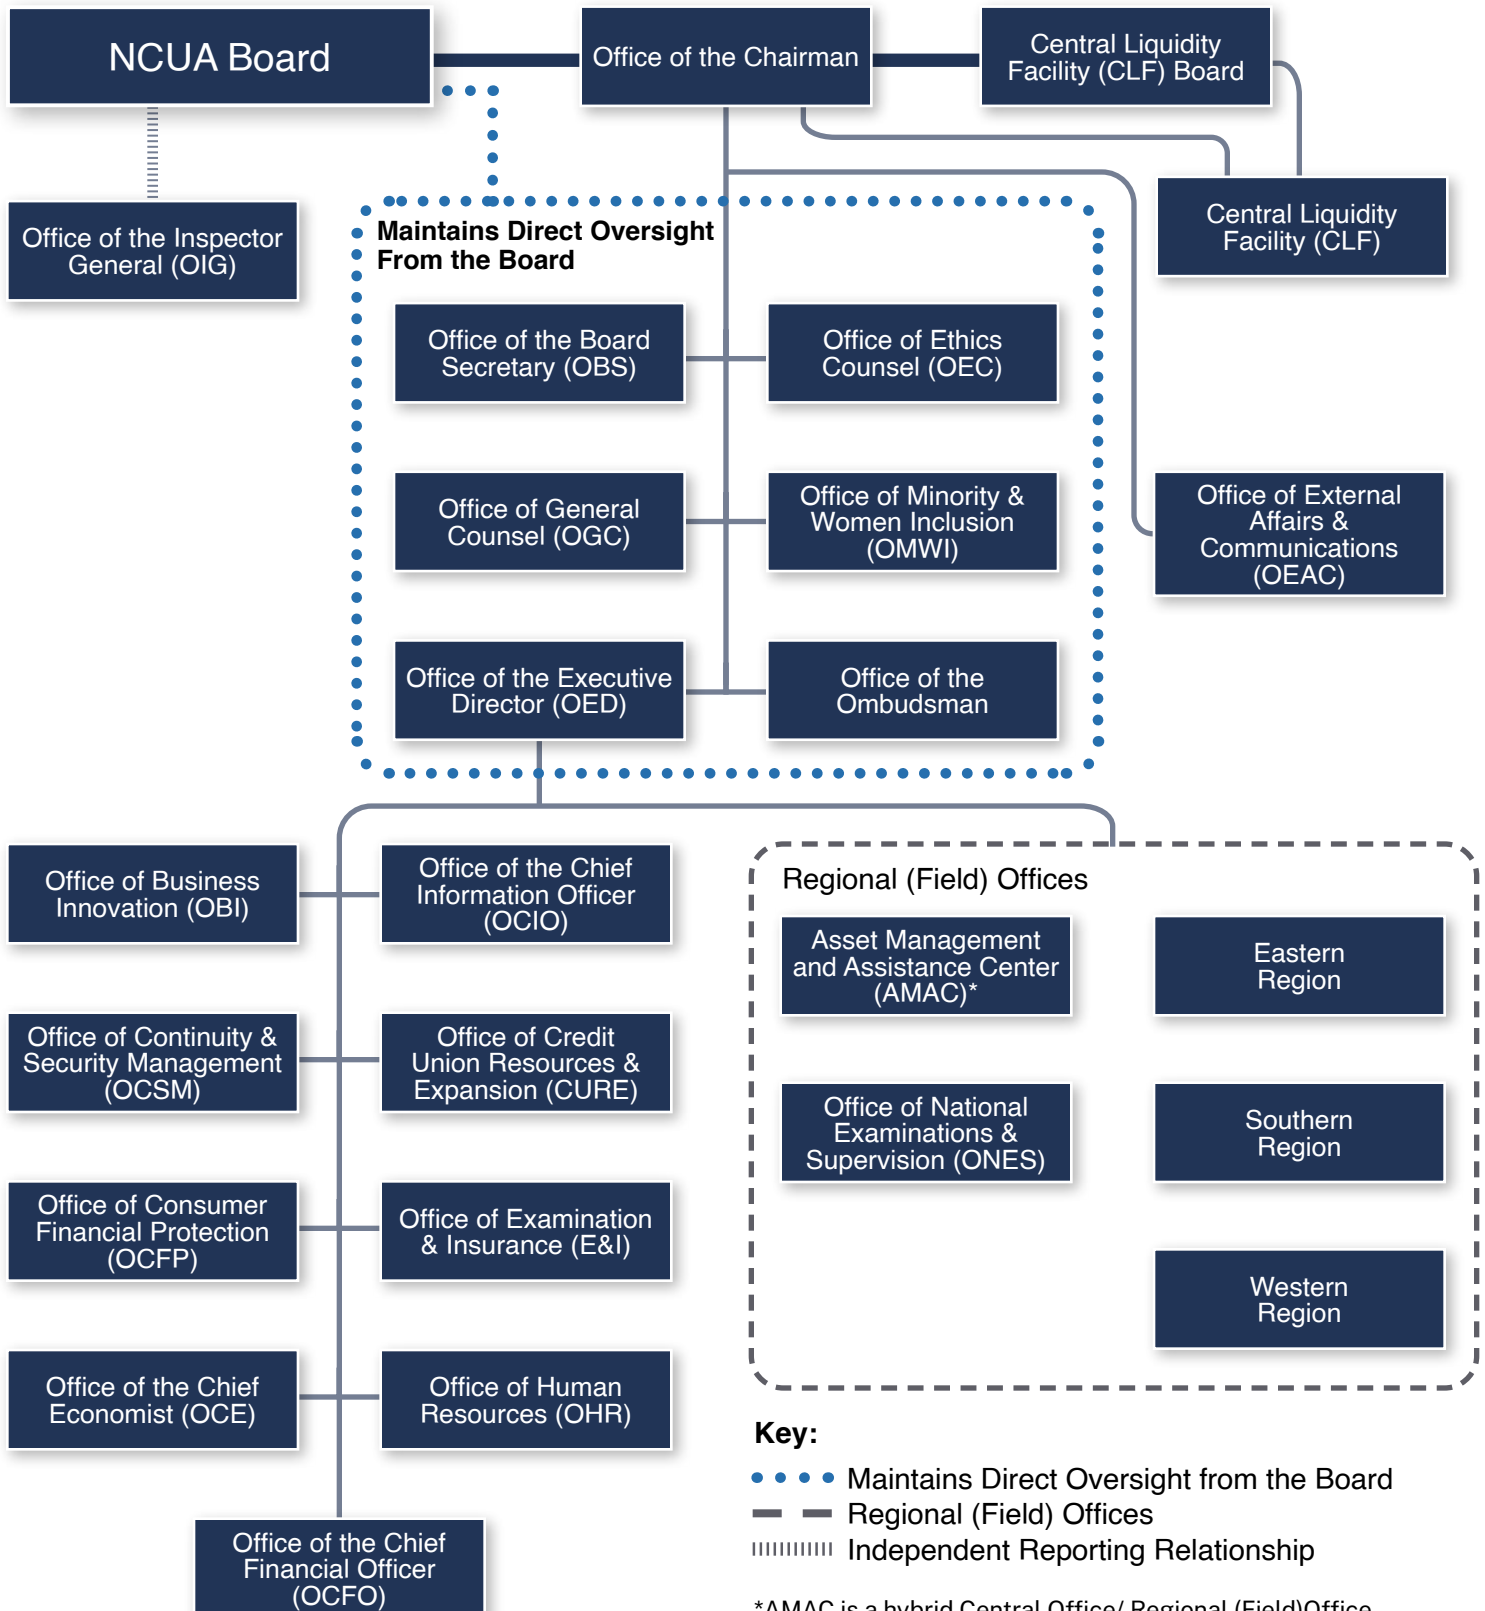 NCUA Board
Office of the Chairman
Central Liquidity
Facility (CLF) Board
Office of the Inspector
General (OIG)
Central Liquidity
Facility (CLF)
Maintains Direct Oversight
From the Board
Office of the Board
Secretary (OBS)
Office of Ethics
Counsel (OEC)
Office of General
Counsel (OGC)
Office of Minority &
Women Inclusion
(OMWI)
Office of External
Affairs &
Communications
(OEAC)
Office of the Executive
Director (OED)
Office of the
Ombudsman
Office of Business
Innovation (OBI)
Office of the Chief
Information Officer
(OCIO)
Office of Continuity &
Security Management
(OCSM)
Office of Credit
Union Resources &
Expansion (CURE)
Office of Consumer
Financial Protection
(OCFP)
Office of Examination
& Insurance (E&I)
Office of the Chief
Economist (OCE)
Office of Human
Resources (OHR)
Office of the Chief
Financial Officer
(OCFO)
Regional (Field) Offices
Asset Management
and Assistance Center
(AMAC)*
Eastern
Region
Office of National
Examinations &
Supervision (ONES)
Southern
Region
Western
Region
Key:
Maintains Direct Oversight from the Board
Regional (Field) Offices
Independent Reporting Relationship
*AMAC is a hybrid Central Office/ Regional (Field)Office